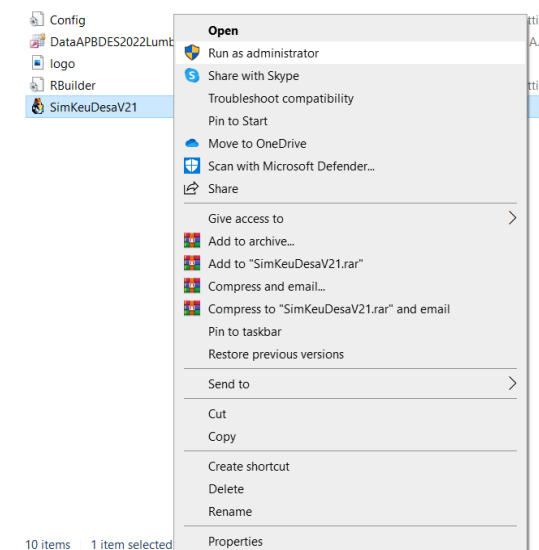 Config
DataAPBDES2022Lumb
logo
RBuilder
SimKeuDesaV21
Open
Run as administrator
Share with Skype
Troubleshoot compatibility
Pin to Start
Move to OneDrive
Scan with Microsoft Defender...
Share
Give access to
Add to archive...
Add to "SimKeuDesaV21.rar"
Compress and email...
Compress to "SimKeuDesaV21.rar" and email
Pin to taskbar
Restore previous versions
Send to
Cut
Copy
Create shortcut
Delete
Rename
Properties
10 items
1 item selected